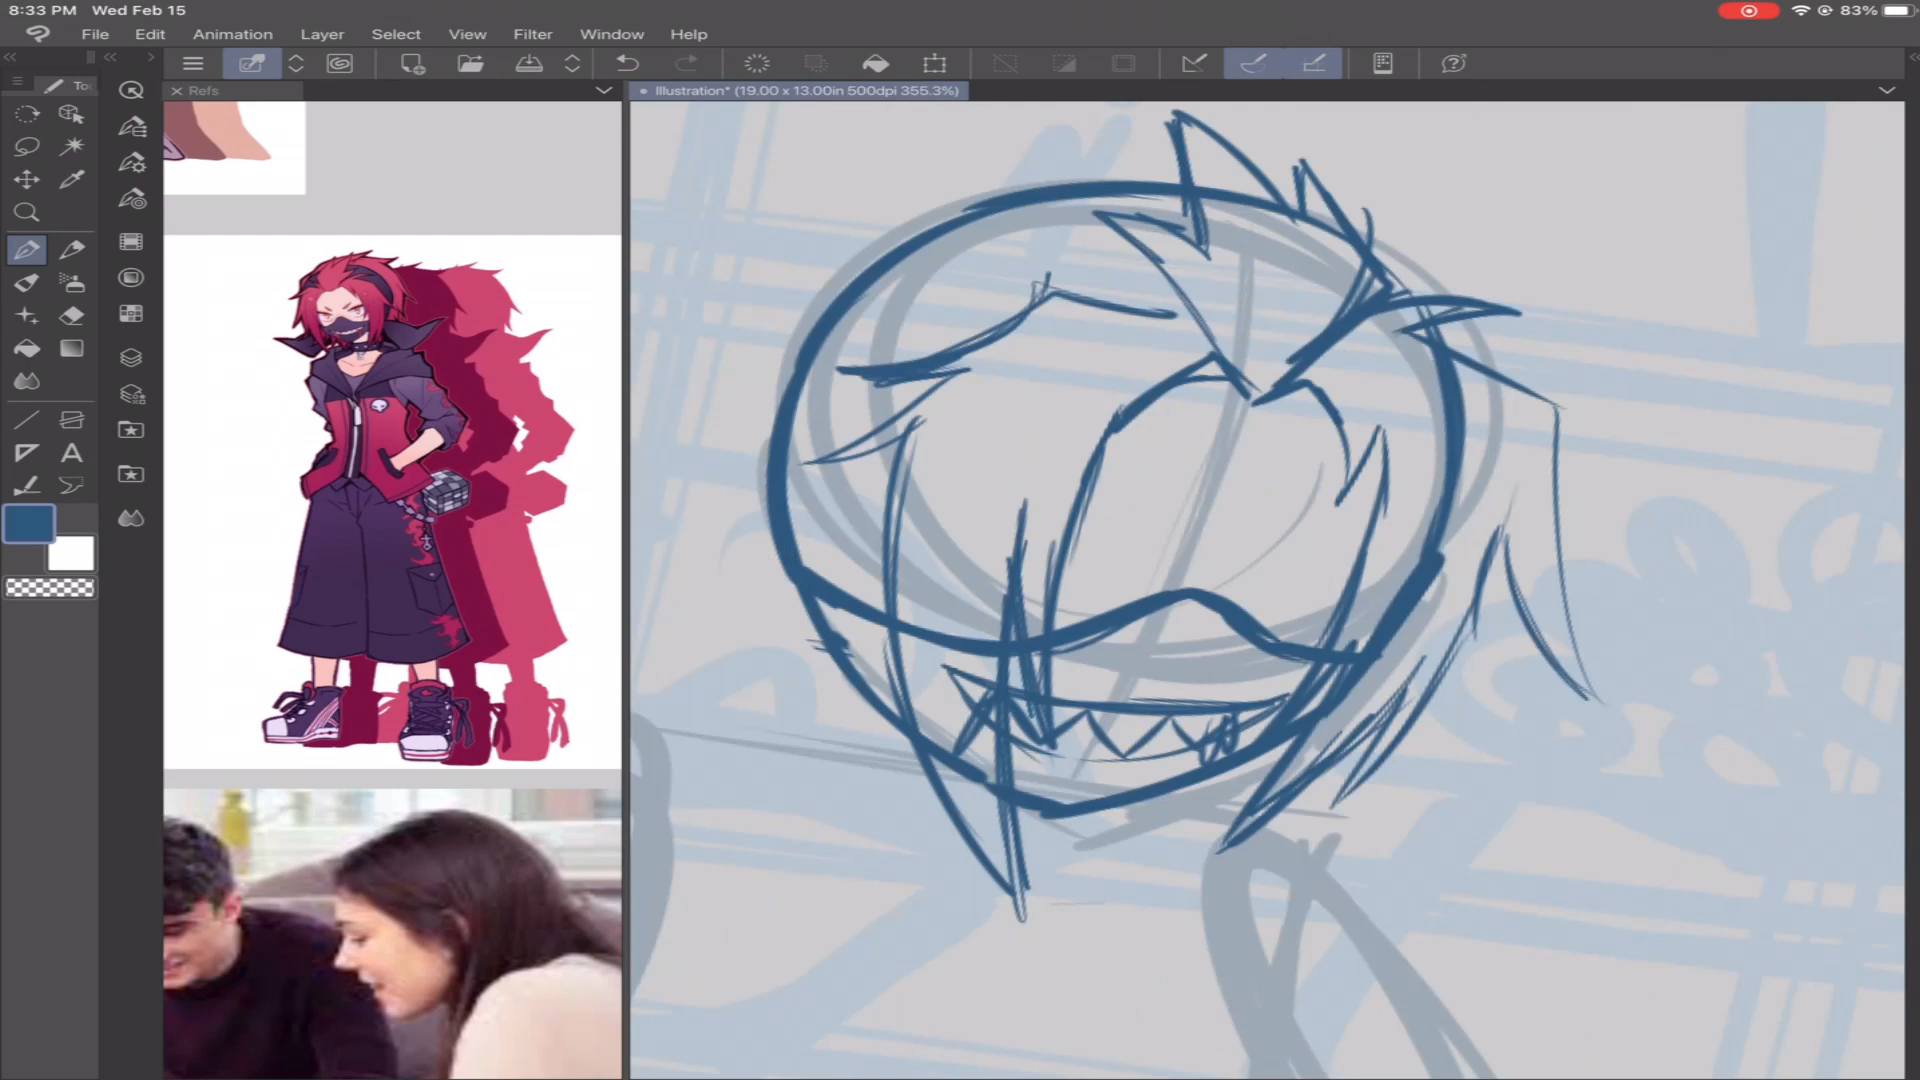 8:33 PM Wed Feb 15
83%
File Edit Animation Layer Select View Filter Window Help
To
Refs
Illustration* (19.00 x 13.00in 500dpi 355.3%)
A